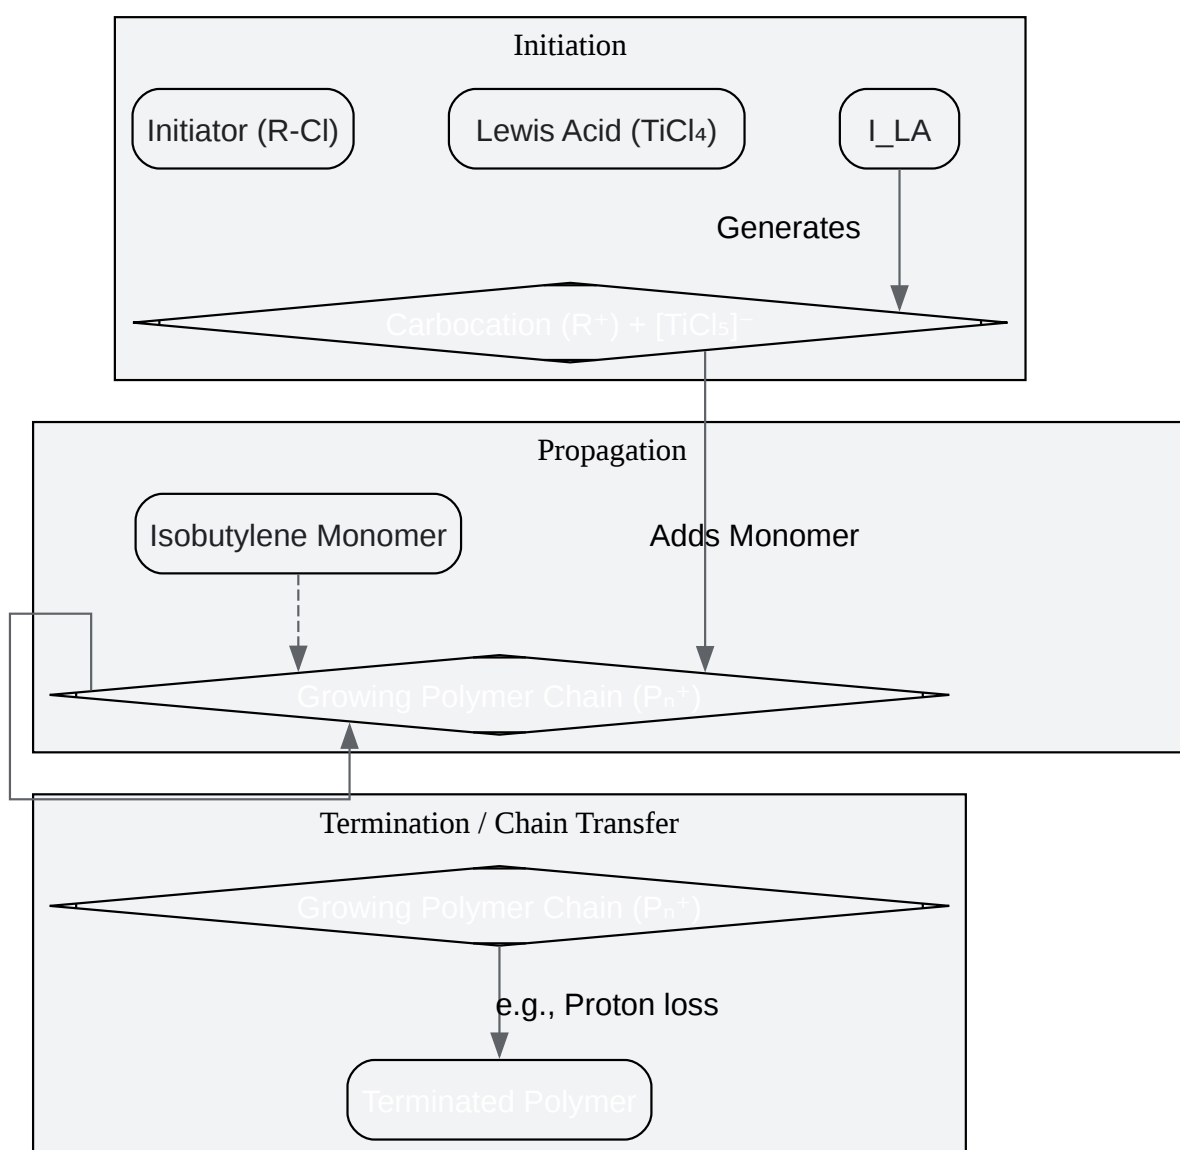 Initiation
Initiator (R-Cl)
Lewis Acid (TiCl₄)
I_LA
Generates
Carbocation (R⁺) + [TiCl₅]⁻
Propagation
Isobutylene Monomer
Adds Monomer
Growing Polymer Chain (Pₙ⁺)
Termination / Chain Transfer
Growing Polymer Chain (Pₙ⁺)
e.g., Proton loss
Terminated Polymer